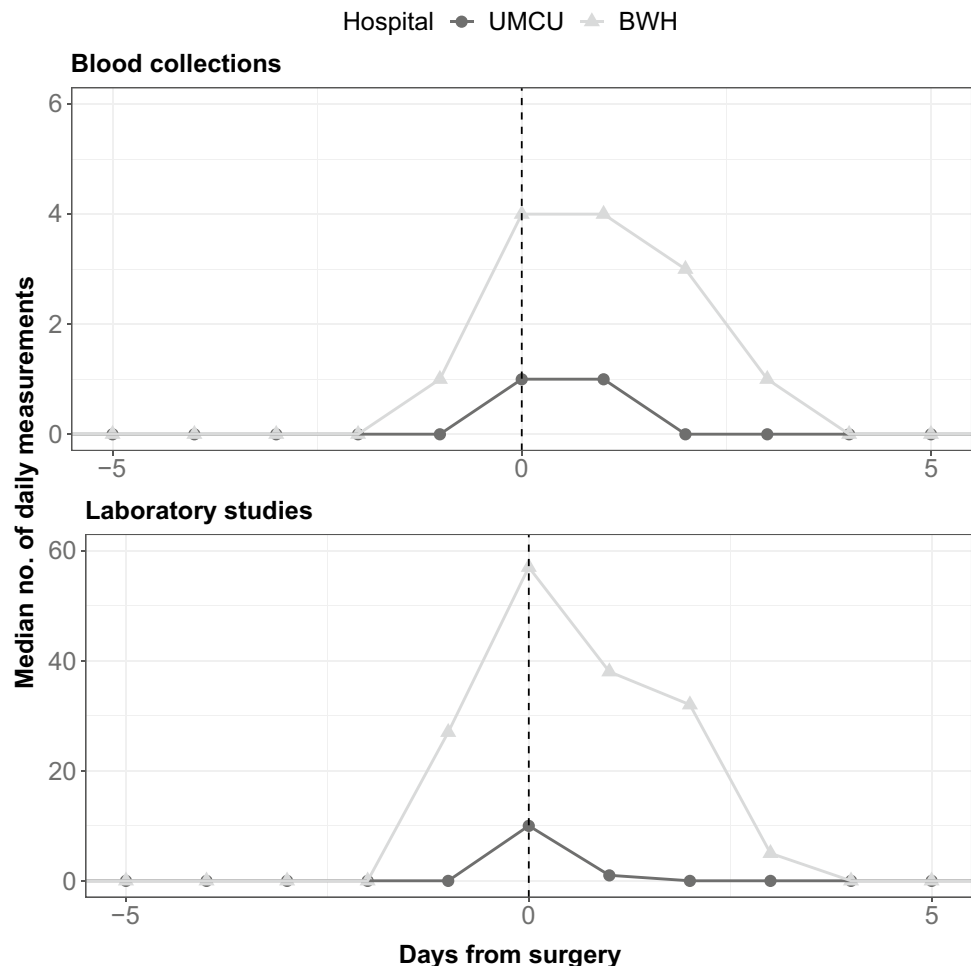 Hospital UMCU BWH
Blood collections
6
4
2
0
−5 0 5
Median no. of daily measurements
Laboratory studies
60
40
20
0
−5 0 5
Days from surgery